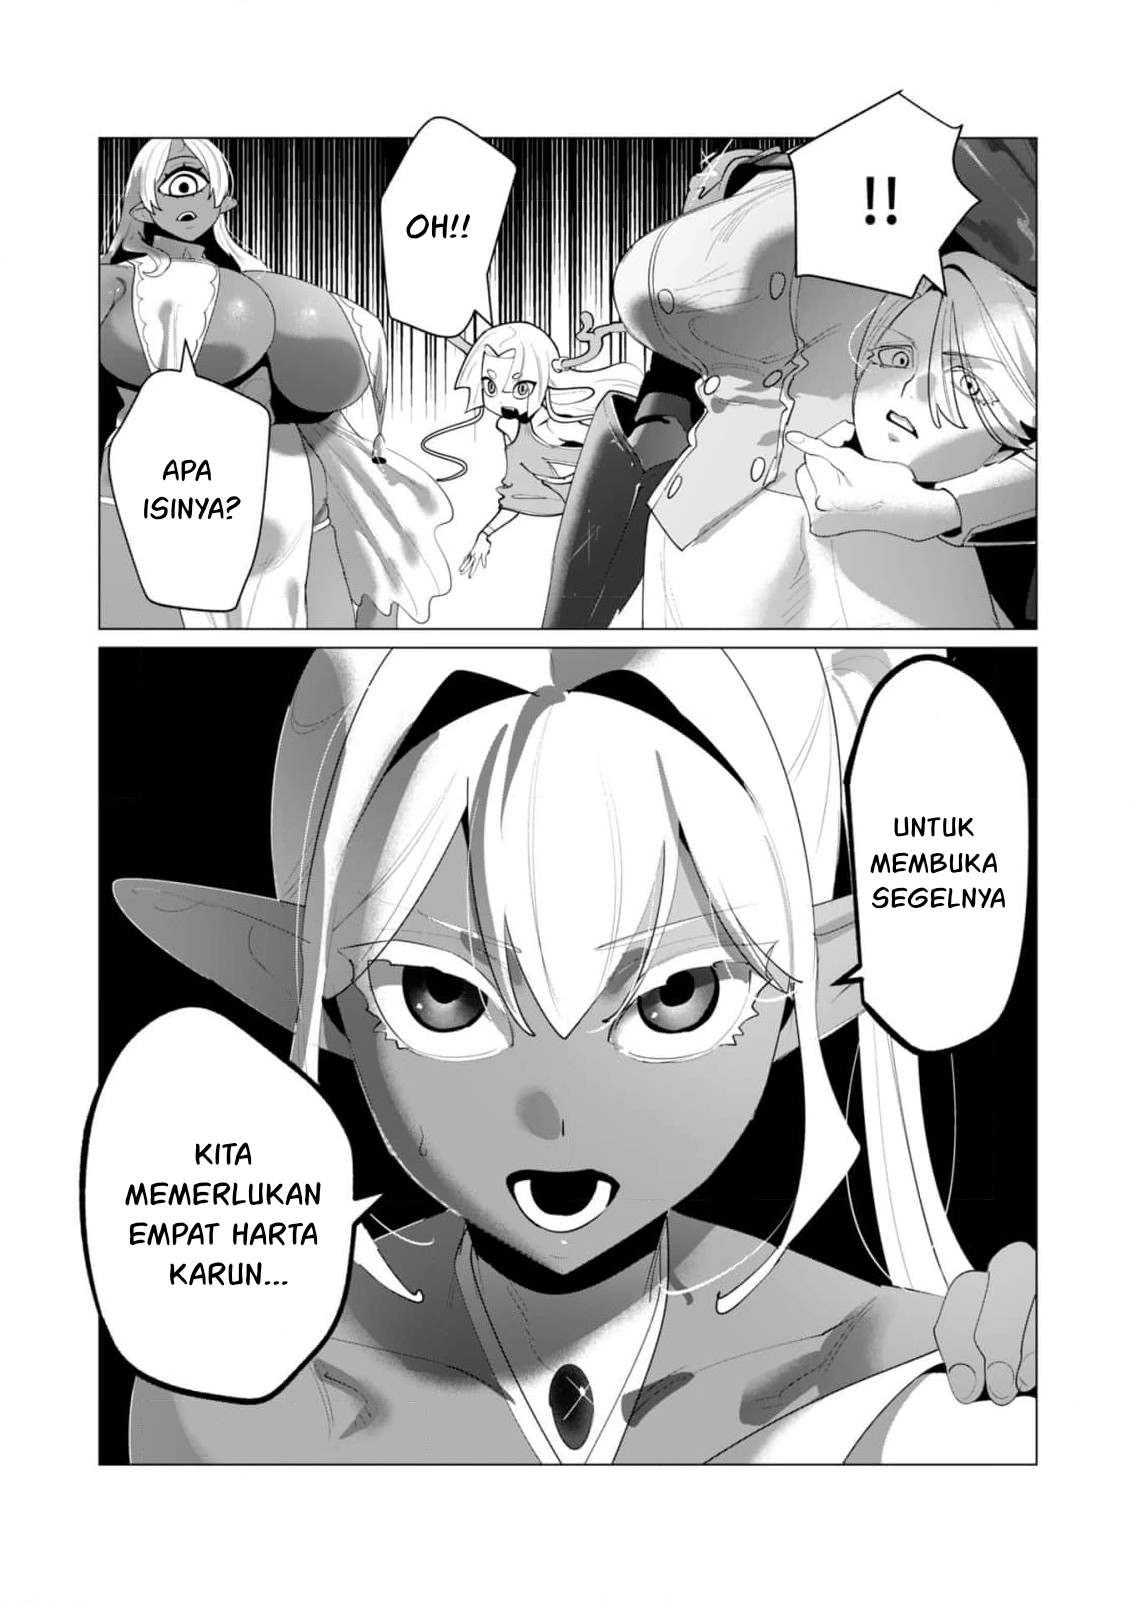 !!
OH!!
APA
ISINYA?
UNTUK
MEMBUKA
SEGELNYA
KITA
MEMERLUKAN
EMPAT HARTA
KARUN...